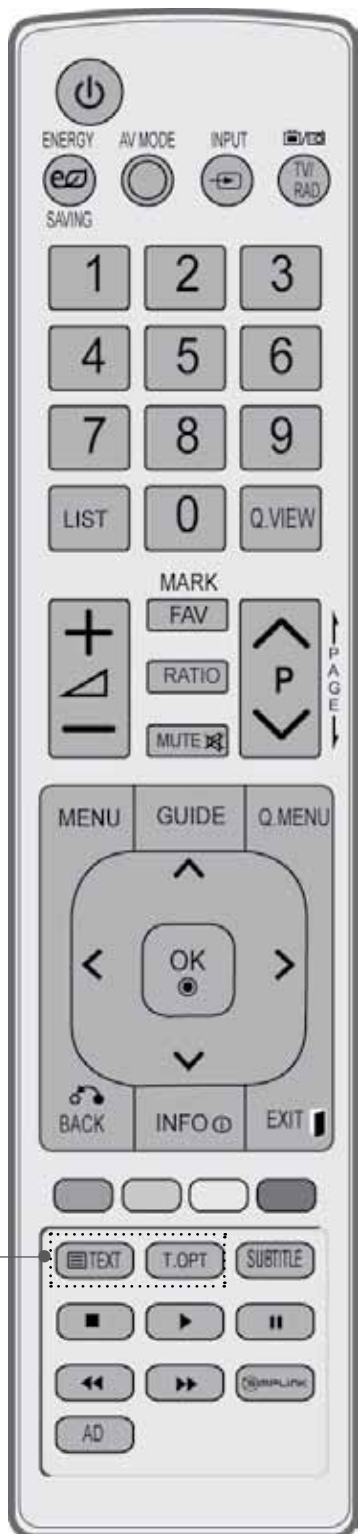 ENERGY AV MODE INPUT
TV/
RAD
SAVING
1 2 3
4 5 6
7 8 9
LIST 0 Q.VIEW
MARK
FAV
P
PAGE
RATIO
MUTE
MENU GUIDE Q.MENU
OK
BACK INFO EXIT
TEXT T.OPT SUBTITLE
SIMPLINK
AD